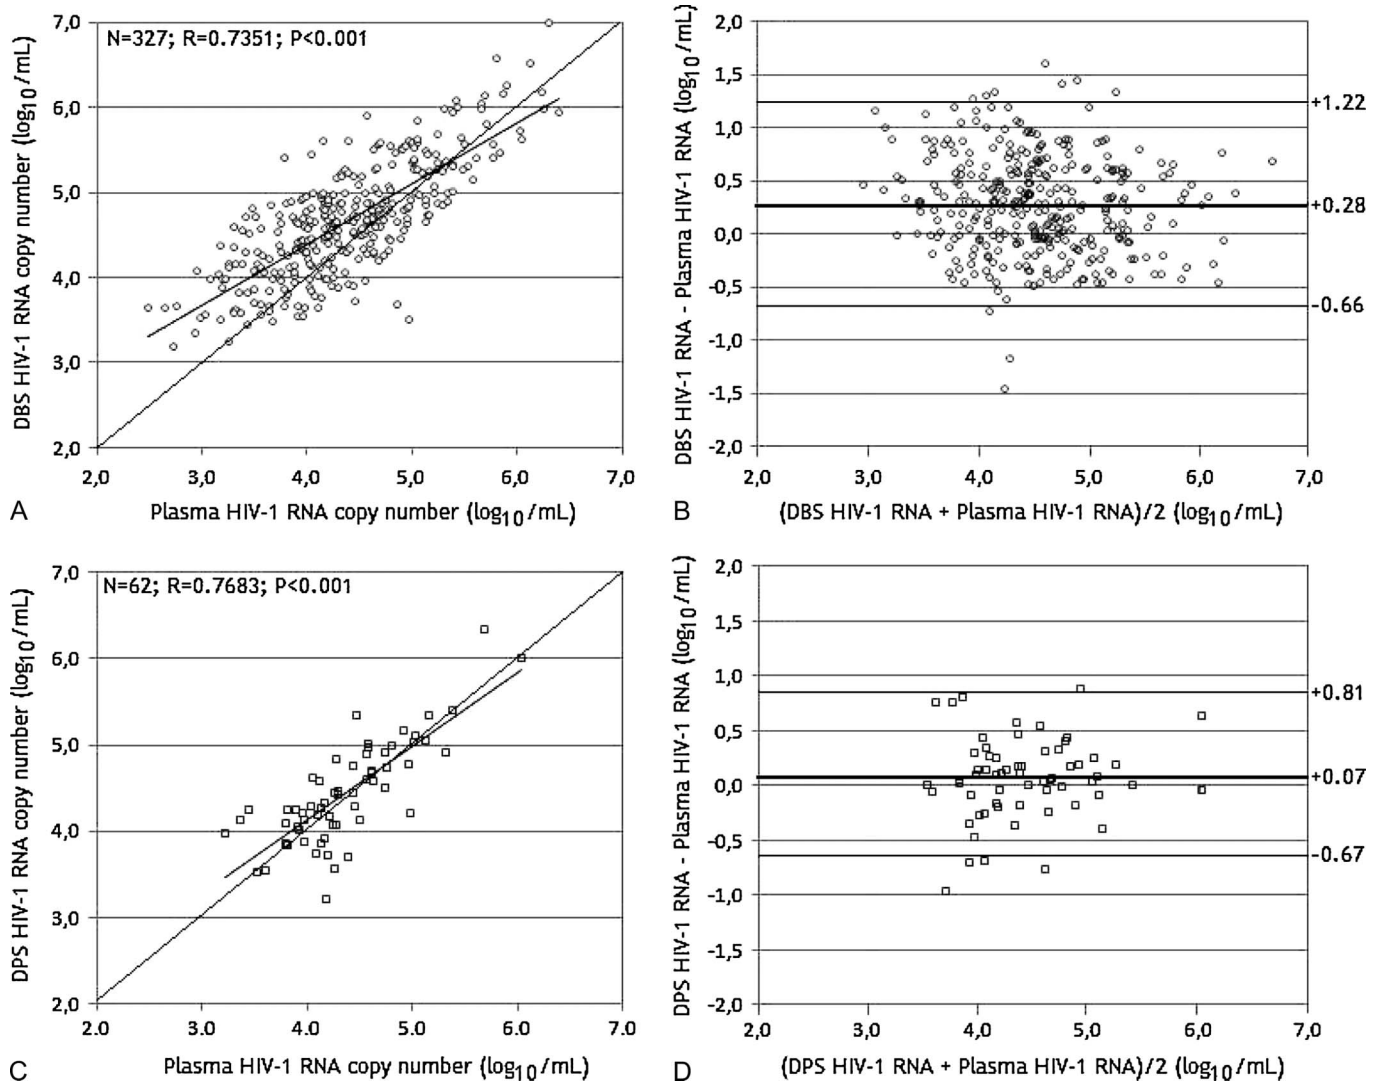 DBS HIV-1 RNA copy number (log10/mL)
7,0
6,0
5,0
4,0
3,0
2,0
N=327; R=0.7351; P<0.001
2,0 3,0 4,0 5,0 6,0 7,0
A Plasma HIV-1 RNA copy number (log10/mL)
DBS HIV-1 RNA - Plasma HIV-1 RNA (log10/mL)
2,0
1,5
1,0
0,5
0,0
-0,5
-1,0
-1,5
-2,0
+1.22
+0.28
-0.66
2,0 3,0 4,0 5,0 6,0 7,0
B (DBS HIV-1 RNA + Plasma HIV-1 RNA)/2 (log10/mL)
DPS HIV-1 RNA copy number (log10/mL)
7,0
6,0
5,0
4,0
3,0
2,0
N=62; R=0.7683; P<0.001
2.0 3.0 4.0 5.0 6.0 7.0
C Plasma HIV-1 RNA copy number (log10/mL)
DPS HIV-1 RNA - Plasma HIV-1 RNA (log10/mL)
2,0
1,5
1,0
0,5
0,0
-0,5
-1,0
-1,5
-2,0
+0.81
+0.07
-0.67
2,0 3,0 4,0 5,0 6,0 7,0
D (DPS HIV-1 RNA + Plasma HIV-1 RNA)/2 (log10/mL)